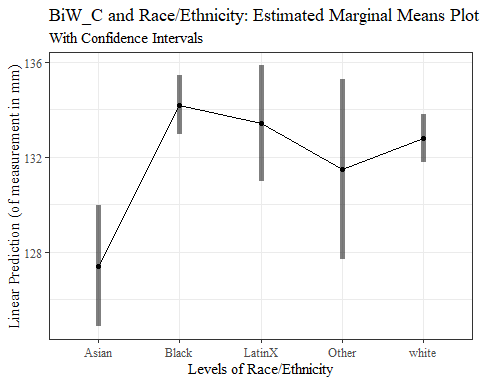 BiW_C and Race/Ethnicity: Estimated Marginal Means Plot
With Confidence Intervals
Linear Prediction (of measurement in mm)
136
132
128
Asian Black LatinX Other white
Levels of Race/Ethnicity